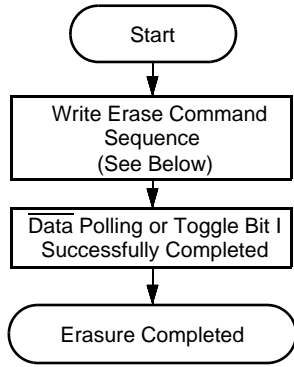 Start
Write Erase Command
Sequence
(See Below)
Data Polling or Toggle Bit I
Successfully Completed
Erasure Completed